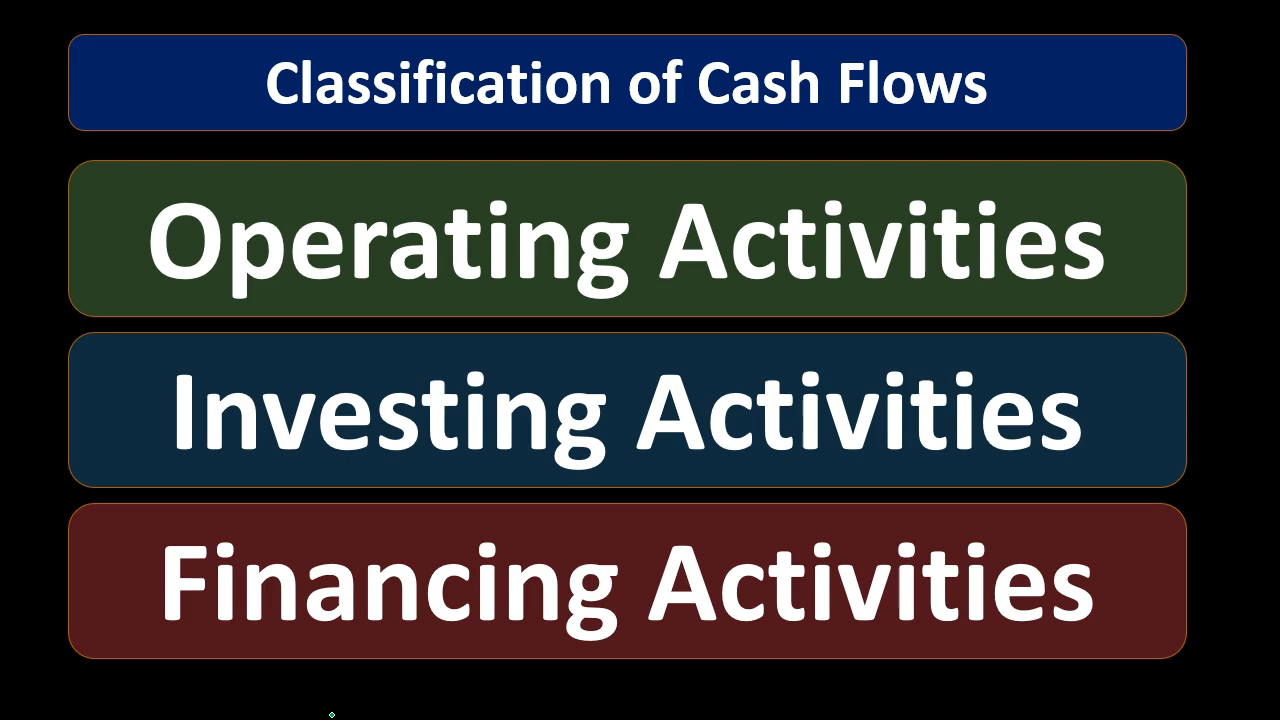 Classification of Cash Flows
Operating Activities
Investing Activities
Financing Activities